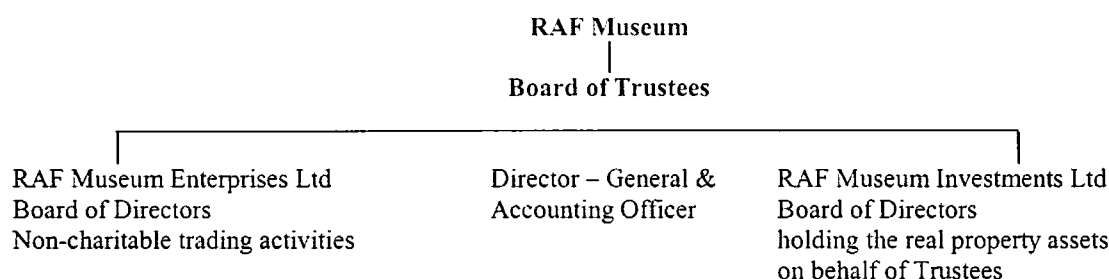 RAF Museum
Board of Trustees
RAF Museum Enterprises Ltd
Board of Directors
Non-charitable trading activities
Director – General &
Accounting Officer
RAF Museum Investments Ltd
Board of Directors
holding the real property assets
on behalf of Trustees